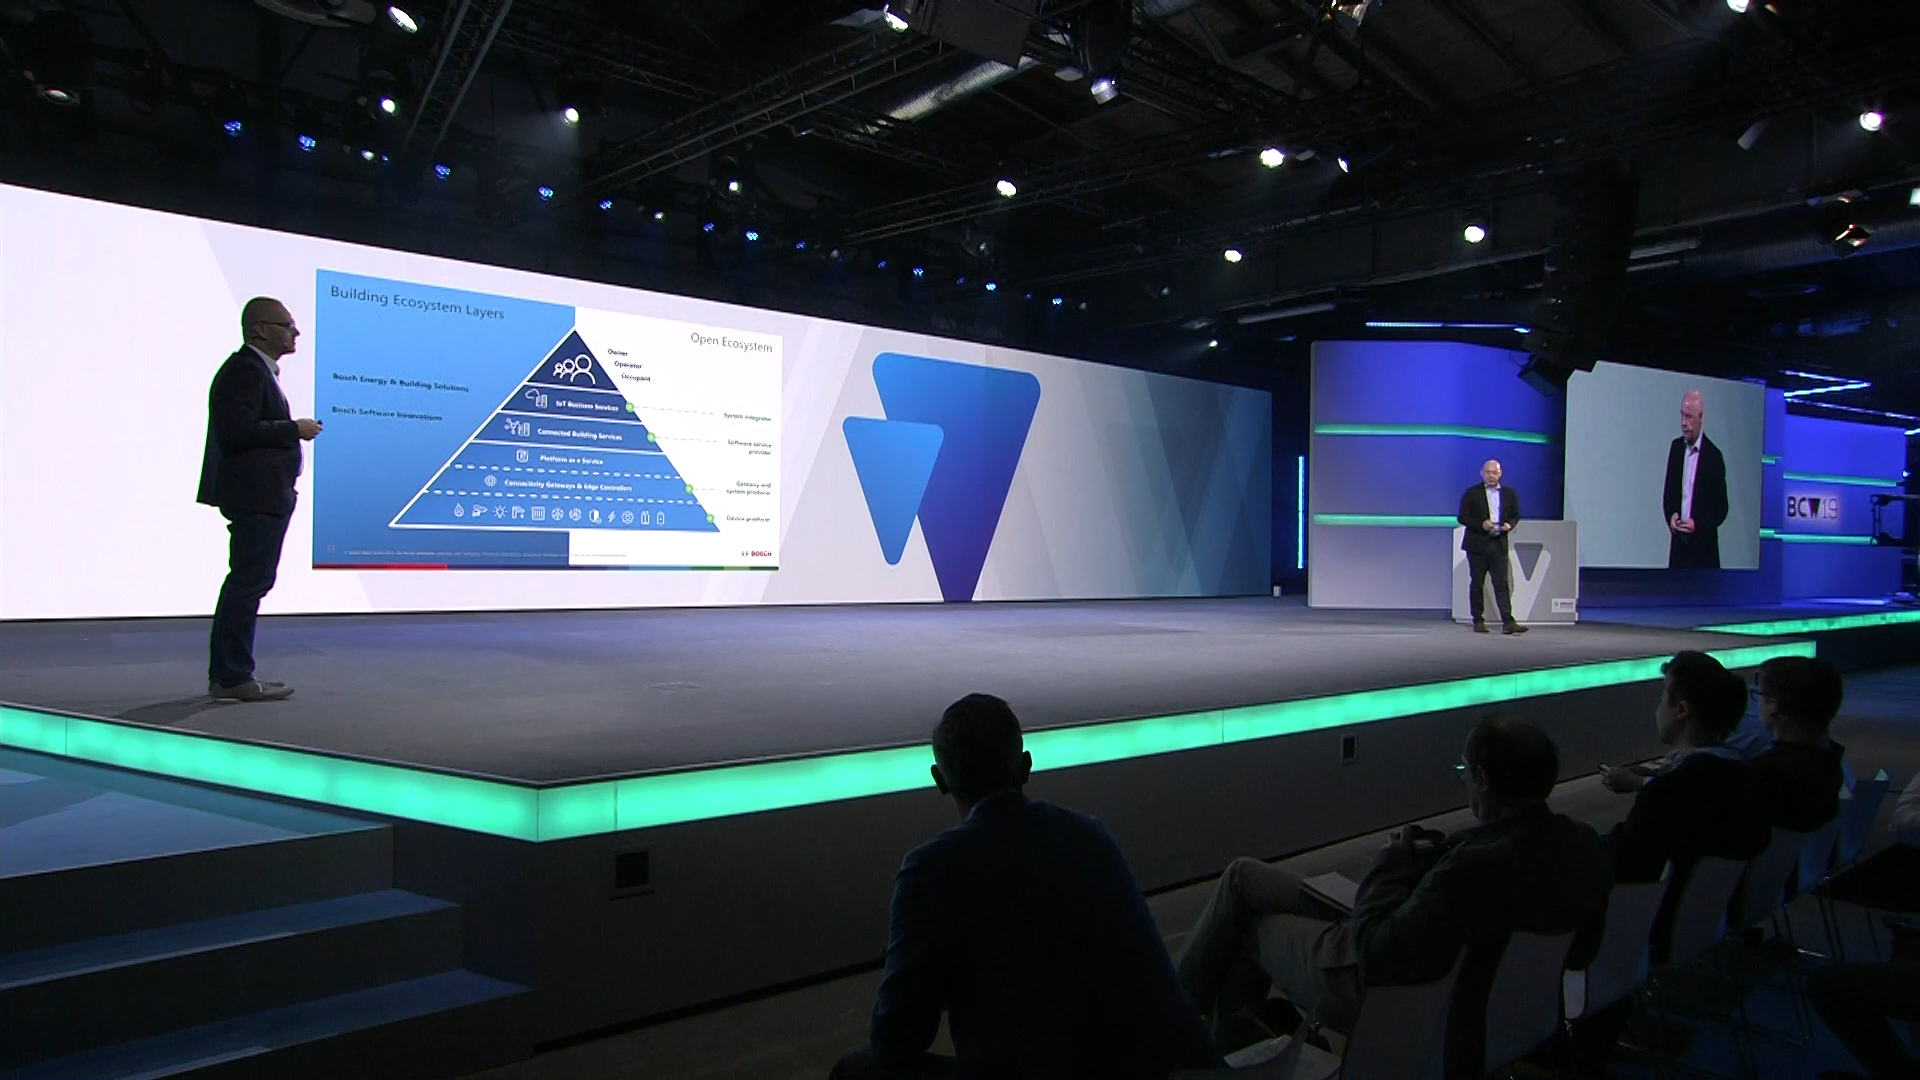 Building Ecosystem Layers
Open Ecosystem
Owner
Operator
Occupant
Bosch Energy & Building Solutions
Bosch Software Innovations
IoT Business Services
System integrator
Connected Building Services
Software service
provider
Platform as a Service
Connectivity Gateways & Edge Controllers
Gateway and
system producer
Device producer
BOSCH
BCW19